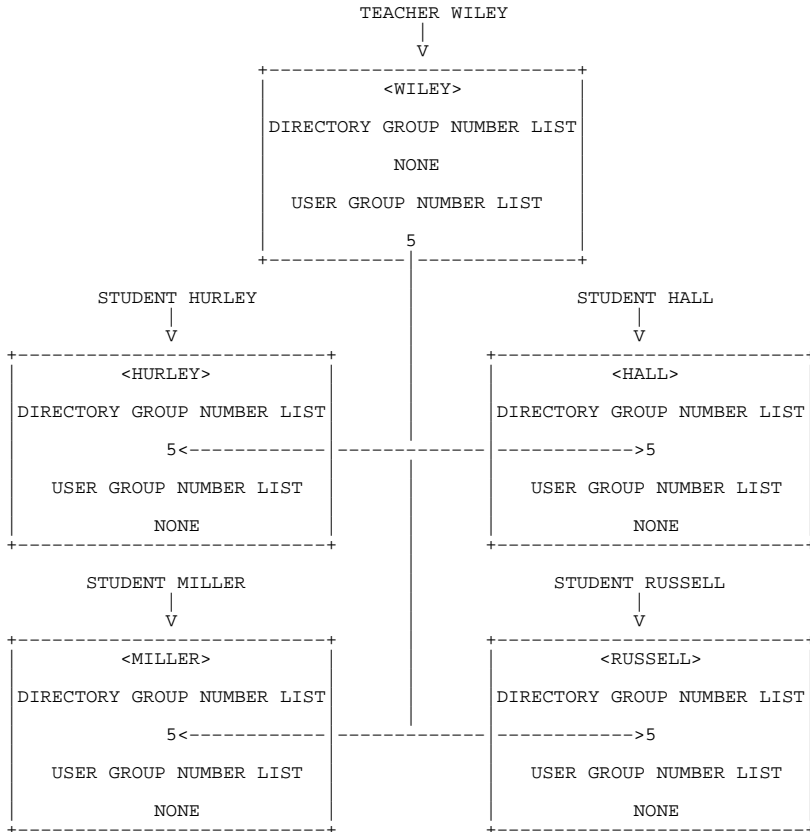 TEACHER WILEY
<WILEY>
DIRECTORY GROUP NUMBER LIST
NONE
USER GROUP NUMBER LIST
5
STUDENT HURLEY
<HURLEY>
DIRECTORY GROUP NUMBER LIST
5
USER GROUP NUMBER LIST
NONE
STUDENT HALL
<HALL>
DIRECTORY GROUP NUMBER LIST
5
USER GROUP NUMBER LIST
NONE
STUDENT MILLER
<MILLER>
DIRECTORY GROUP NUMBER LIST
5
USER GROUP NUMBER LIST
NONE
STUDENT RUSSELL
<RUSSELL>
DIRECTORY GROUP NUMBER LIST
5
USER GROUP NUMBER LIST
NONE